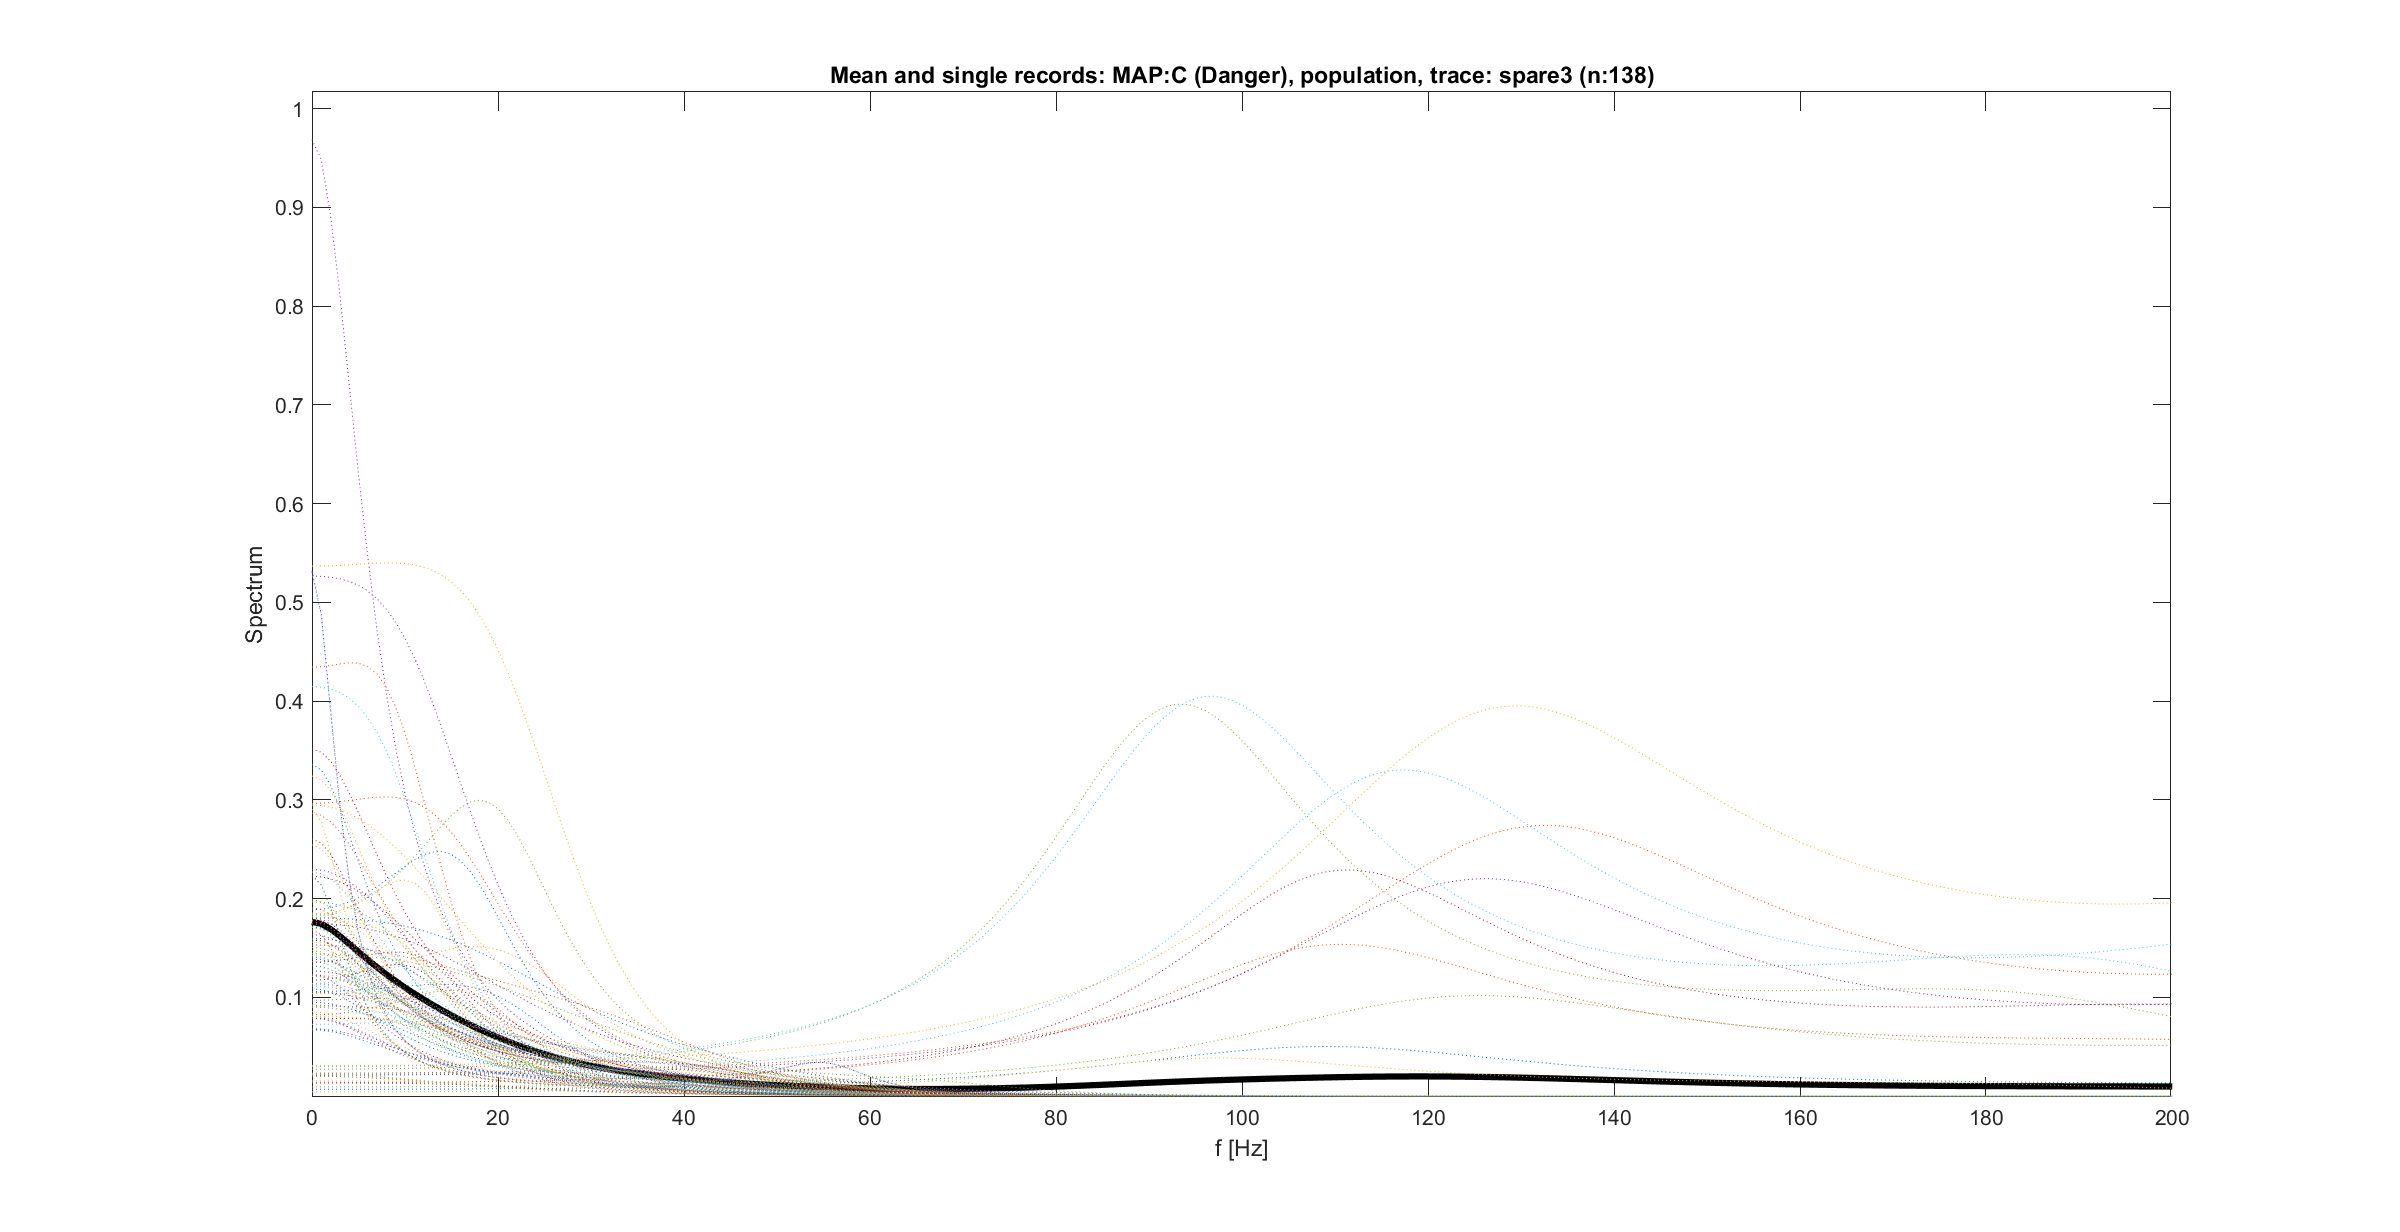 Mean and single records: MAP:C (Danger), population, trace: spare3 (n:138)
1
0.9
0.8
0.7
0.6
0.5
0.4
0.3
0.2
0.1
Spectrum
0 20 40 60 80 100 120 140 160 180 200
f [Hz]